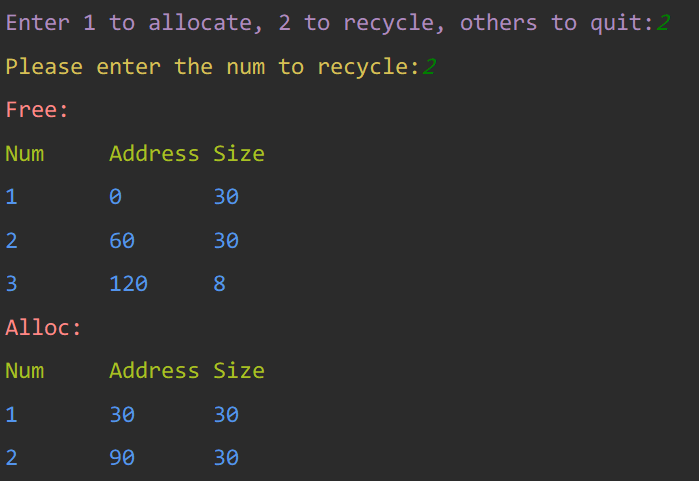 Enter 1 to allocate, 2 to recycle, others to quit:2
Please enter the num to recycle:2
Free:
Num Address Size
1 0 30
2 60 30
3 120 8
Alloc:
Num Address Size
1 30 30
2 90 30